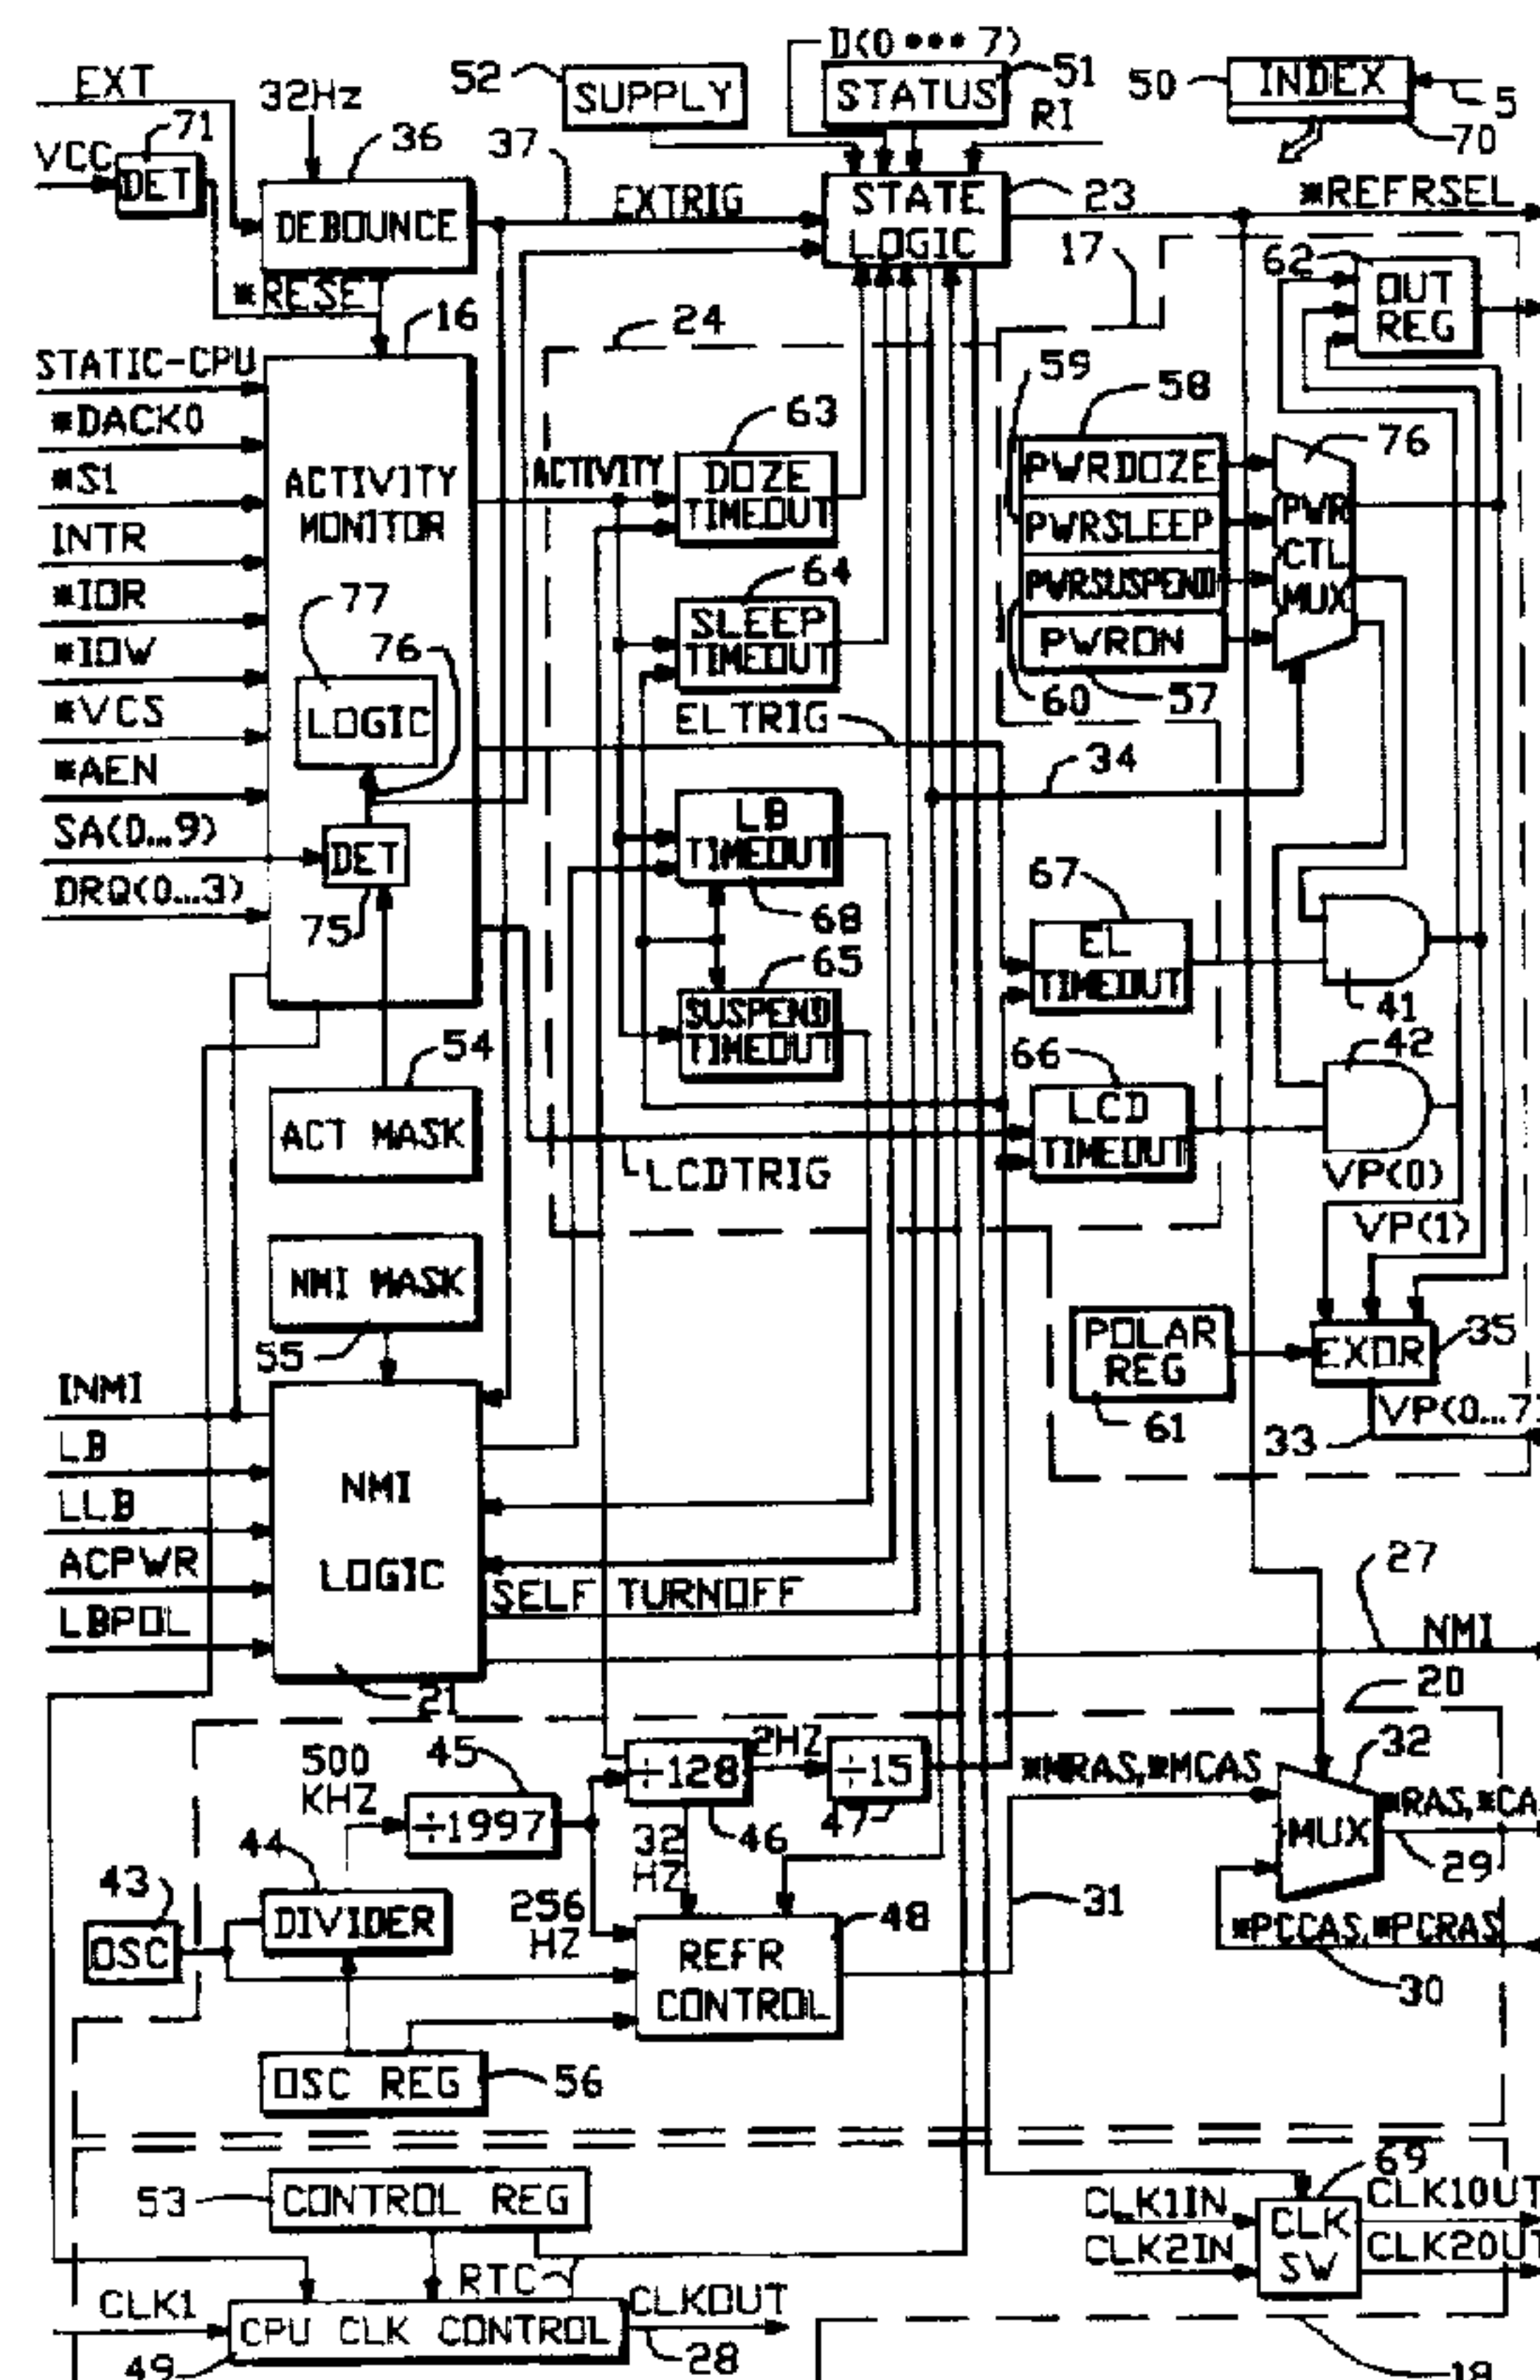 D(0 ••• 7)
52
SUPPLY
STATUS
51
50
INDEX
5
70
RI
EXT
32Hz
71
VCC
DET
36
37
DEBOUNCE
EXTRIG
STATE
LOGIC
23
*REFRSEL
*RESET
16
24
17
62
OUT
REG
STATIC-CPU
*DACK0
*S1
INTR
*IOR
*IOW
*VCS
*AEN
SA(0...9)
DRQ(0...3)
ACTIVITY
MONITOR
77
76
LOGIC
DET
75
ACTIVITY
63
DOZE
TIMEOUT
64
SLEEP
TIMEOUT
ELTRIG
LB
TIMEOUT
68
65
SUSPEND
TIMEOUT
59
58
PWRDOZE
PWRSLEEP
PWRSUSPEND
PWRON
60
57
76
PWR
CTL
MUX
34
67
EL
TIMEOUT
41
66
LCD
TIMEOUT
42
54
ACT MASK
LCDTRIG
VP(0)
VP(1)
NMI MASK
55
POLAR
REG
61
EXOR
35
VP(0...7)
33
INMI
LB
LLB
ACPWR
LBPOL
NMI
LOGIC
21
SELF TURNOFF
27
NMI
20
500
KHZ
45
÷1997
÷128
2HZ
÷15
46
47
*MRAS,*MCAS
32
MUX
*RAS,*CA
29
44
43
OSC
DIVIDER
256
HZ
32
HZ
REFR
CONTROL
48
31
*PCCAS,*PCRAS
30
OSC REG
56
53
CONTROL REG
RTC
CLK1
CPU CLK CONTROL
CLKOUT
28
49
69
CLK1IN
CLK2IN
CLK
SW
CLK1OUT
CLK2OUT
18